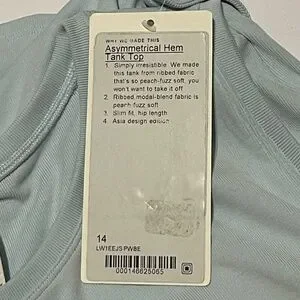 WHY WE MADE THIS
Asymmetrical Hem
Tank Top
1. Simply irresistible. We made
this tank from ribbed fabric
that's so peach-fuzz soft, you
won't want to take it off
2. Ribbed modal-blend fabric is
peach fuzz soft
3. Slim fit, hip length
4. Asia design edition
14
LW1EEJS PWBE
000146625065